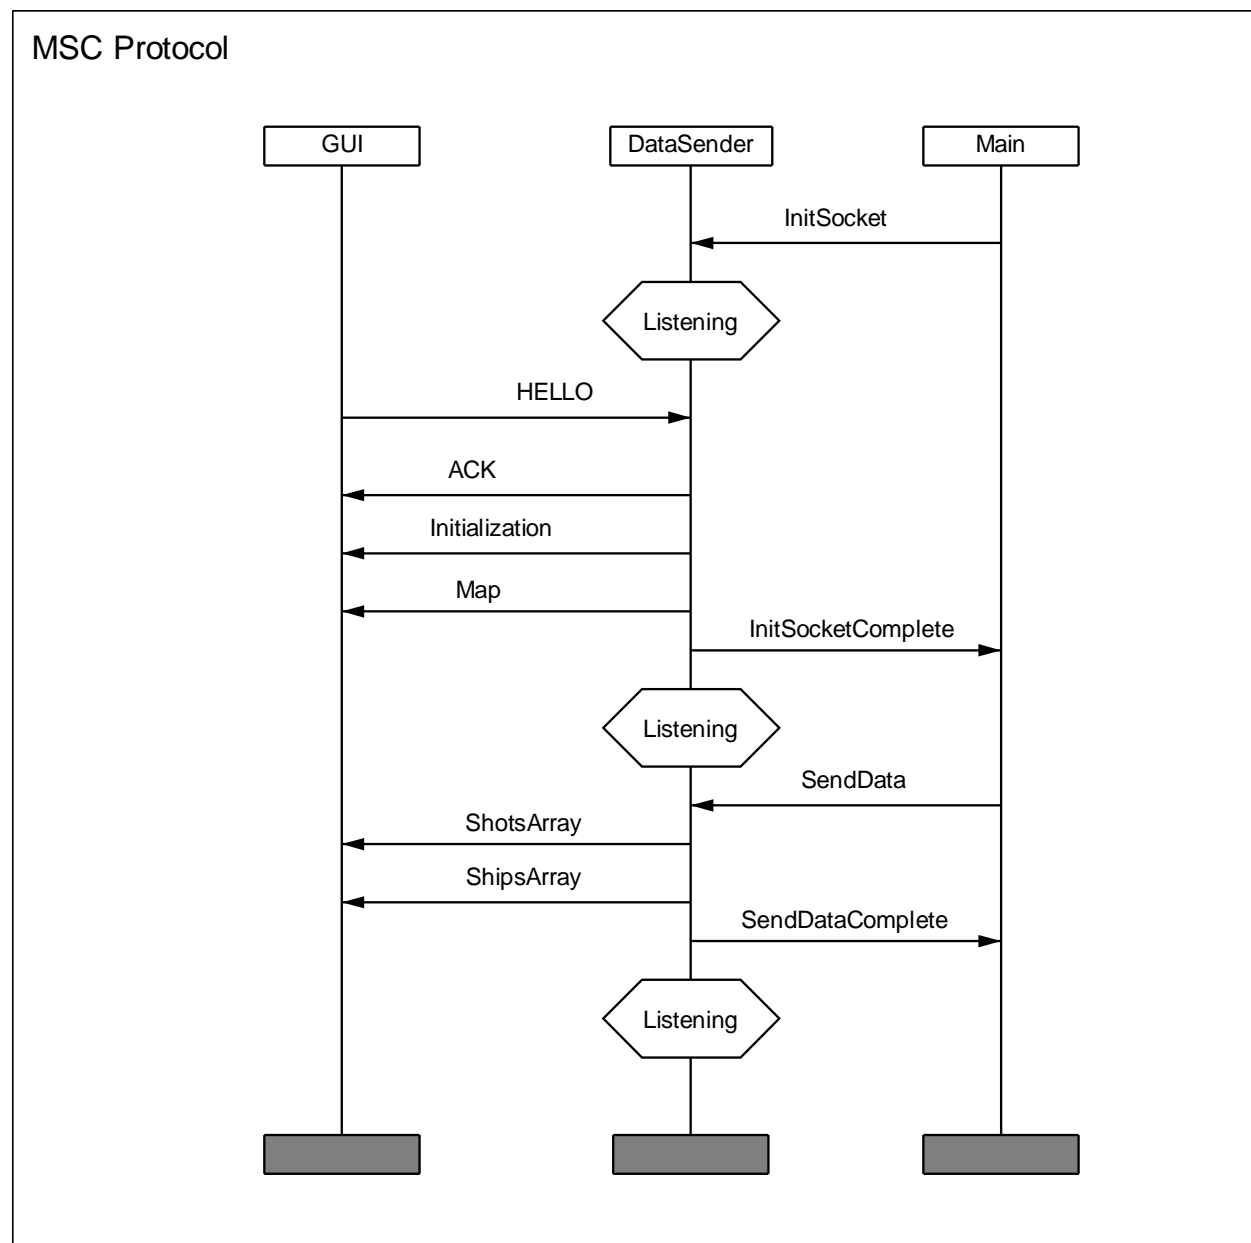 MSC Protocol
GUI
DataSender
Main
InitSocket
Listening
HELLO
ACK
Initialization
Map
InitSocketComplete
Listening
SendData
ShotsArray
ShipsArray
SendDataComplete
Listening